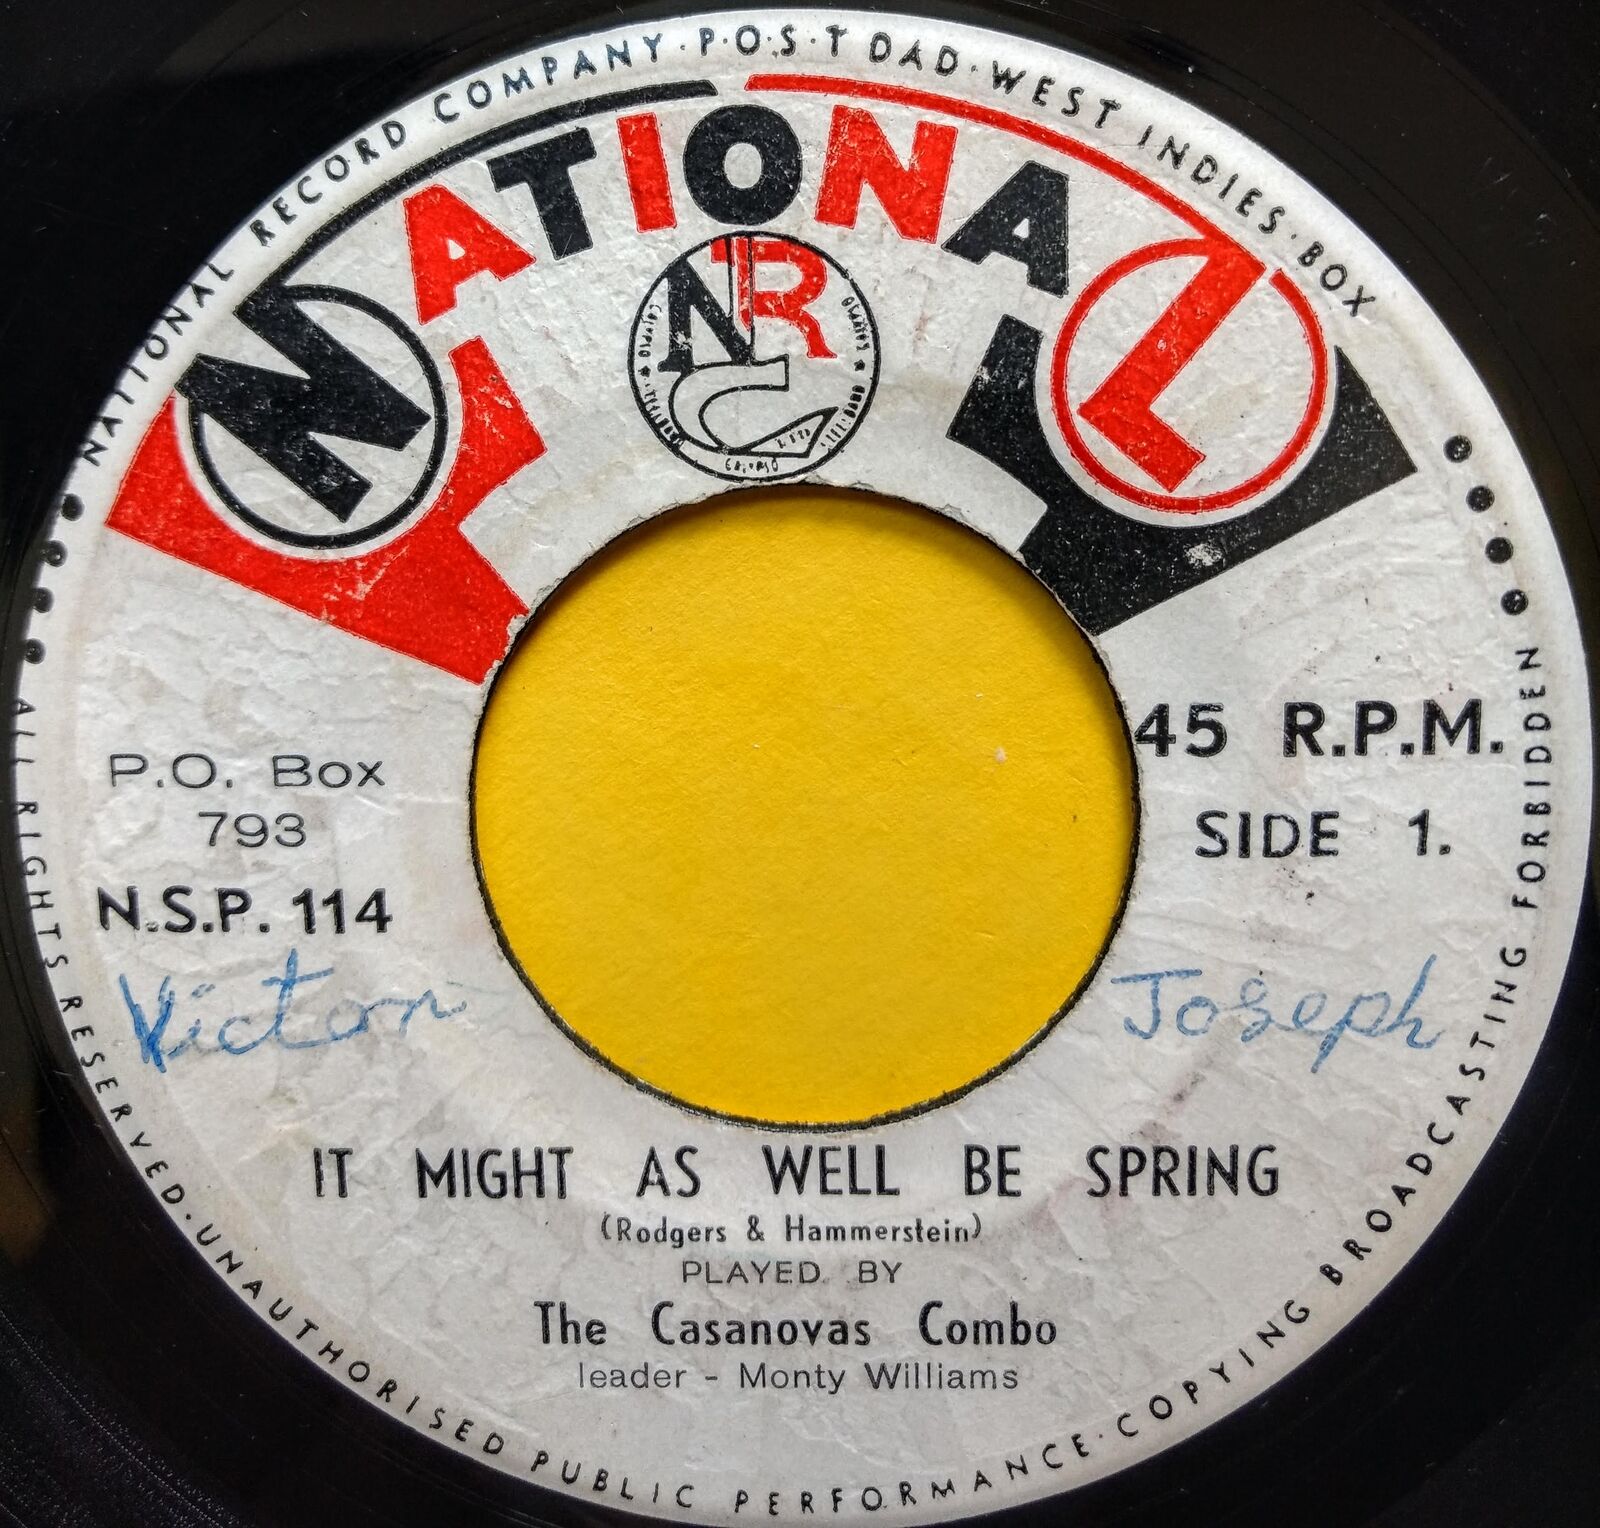 NATIONAL RECORD COMPANY · P·O·S·T DAD · WEST INDIES · BOX
NATIONAL
NR
P.O. Box
793
N.S.P. 114
45 R.P.M.
SIDE 1.
Victor Joseph
IT MIGHT AS WELL BE SPRING
(Rodgers & Hammerstein)
PLAYED BY
The Casanovas Combo
leader - Monty Williams
ALL RIGHTS RESERVED · UNAUTHORISED PUBLIC PERFORMANCE · COPYING BROADCASTING FORBIDDEN